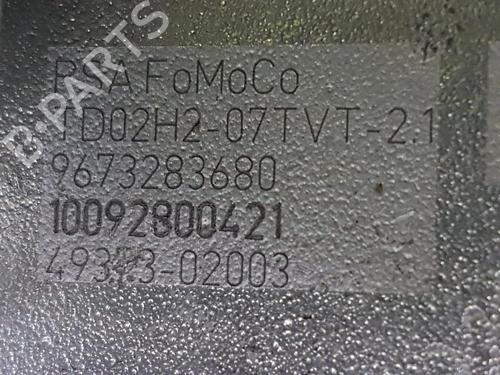 B-PARTS
PSA FoMoCo
TD02H2-07TVT-2.1
9673283680
10092800421
49373-02003